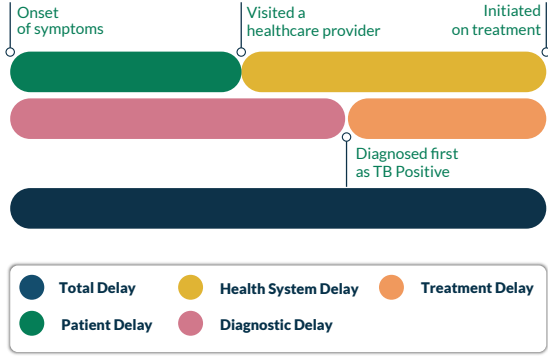 Onset
of symptoms
Visited a
healthcare provider
Initiated
on treatment
Diagnosed first
as TB Positive
Total Delay
Health System Delay
Treatment Delay
Patient Delay
Diagnostic Delay